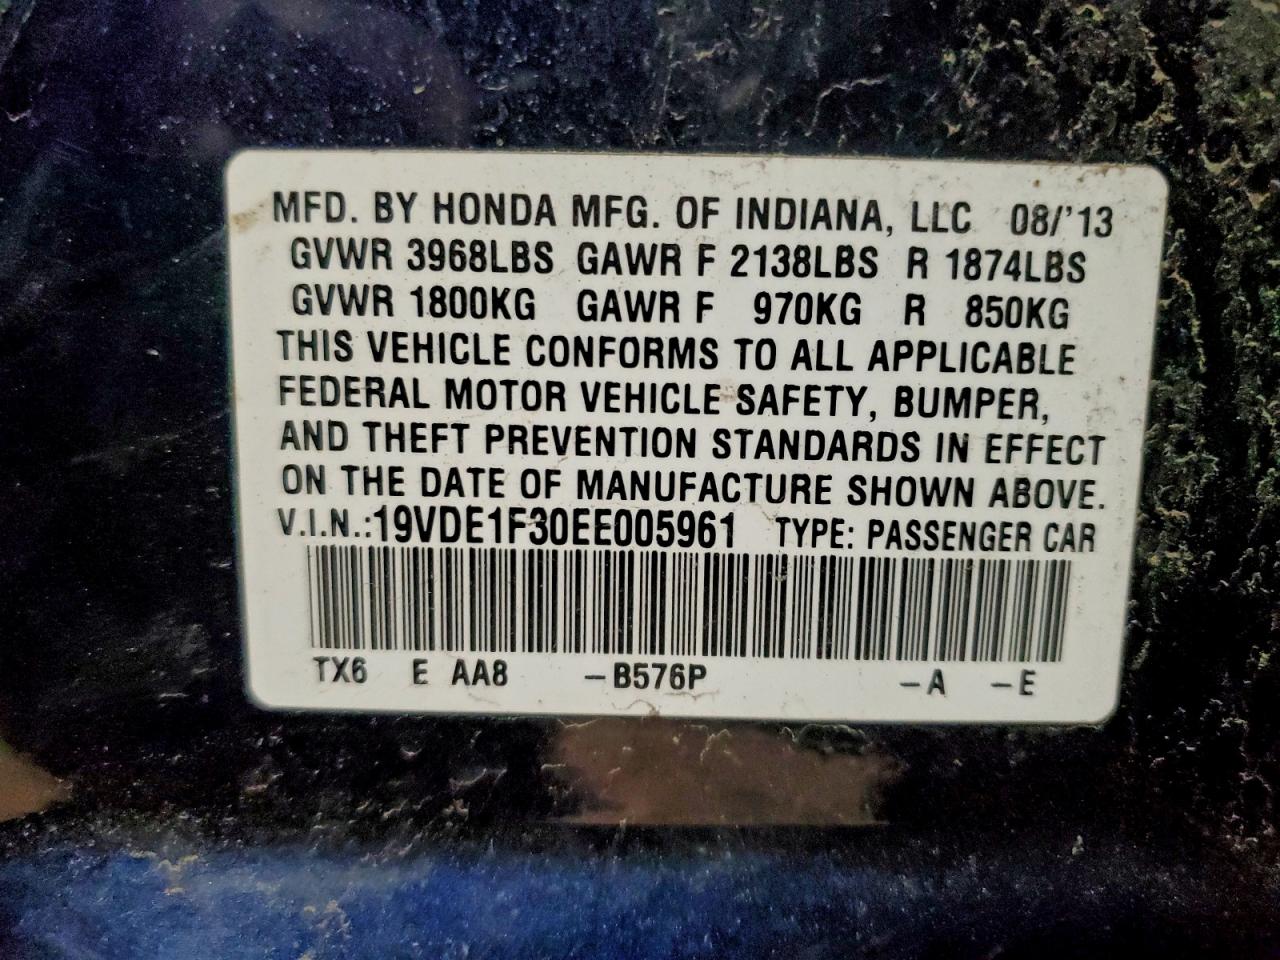 MFD. BY HONDA MFG. OF INDIANA, LLC 08/'13
GVWR 3968LBS GAWR F 2138LBS R 1874LBS
GVWR 1800KG GAWR F 970KG R 850KG
THIS VEHICLE CONFORMS TO ALL APPLICABLE
FEDERAL MOTOR VEHICLE SAFETY, BUMPER,
AND THEFT PREVENTION STANDARDS IN EFFECT
ON THE DATE OF MANUFACTURE SHOWN ABOVE.
V.I.N.:19VDE1F30EE005961 TYPE: PASSENGER CAR
TX6 E AA8 –B576P –A –E